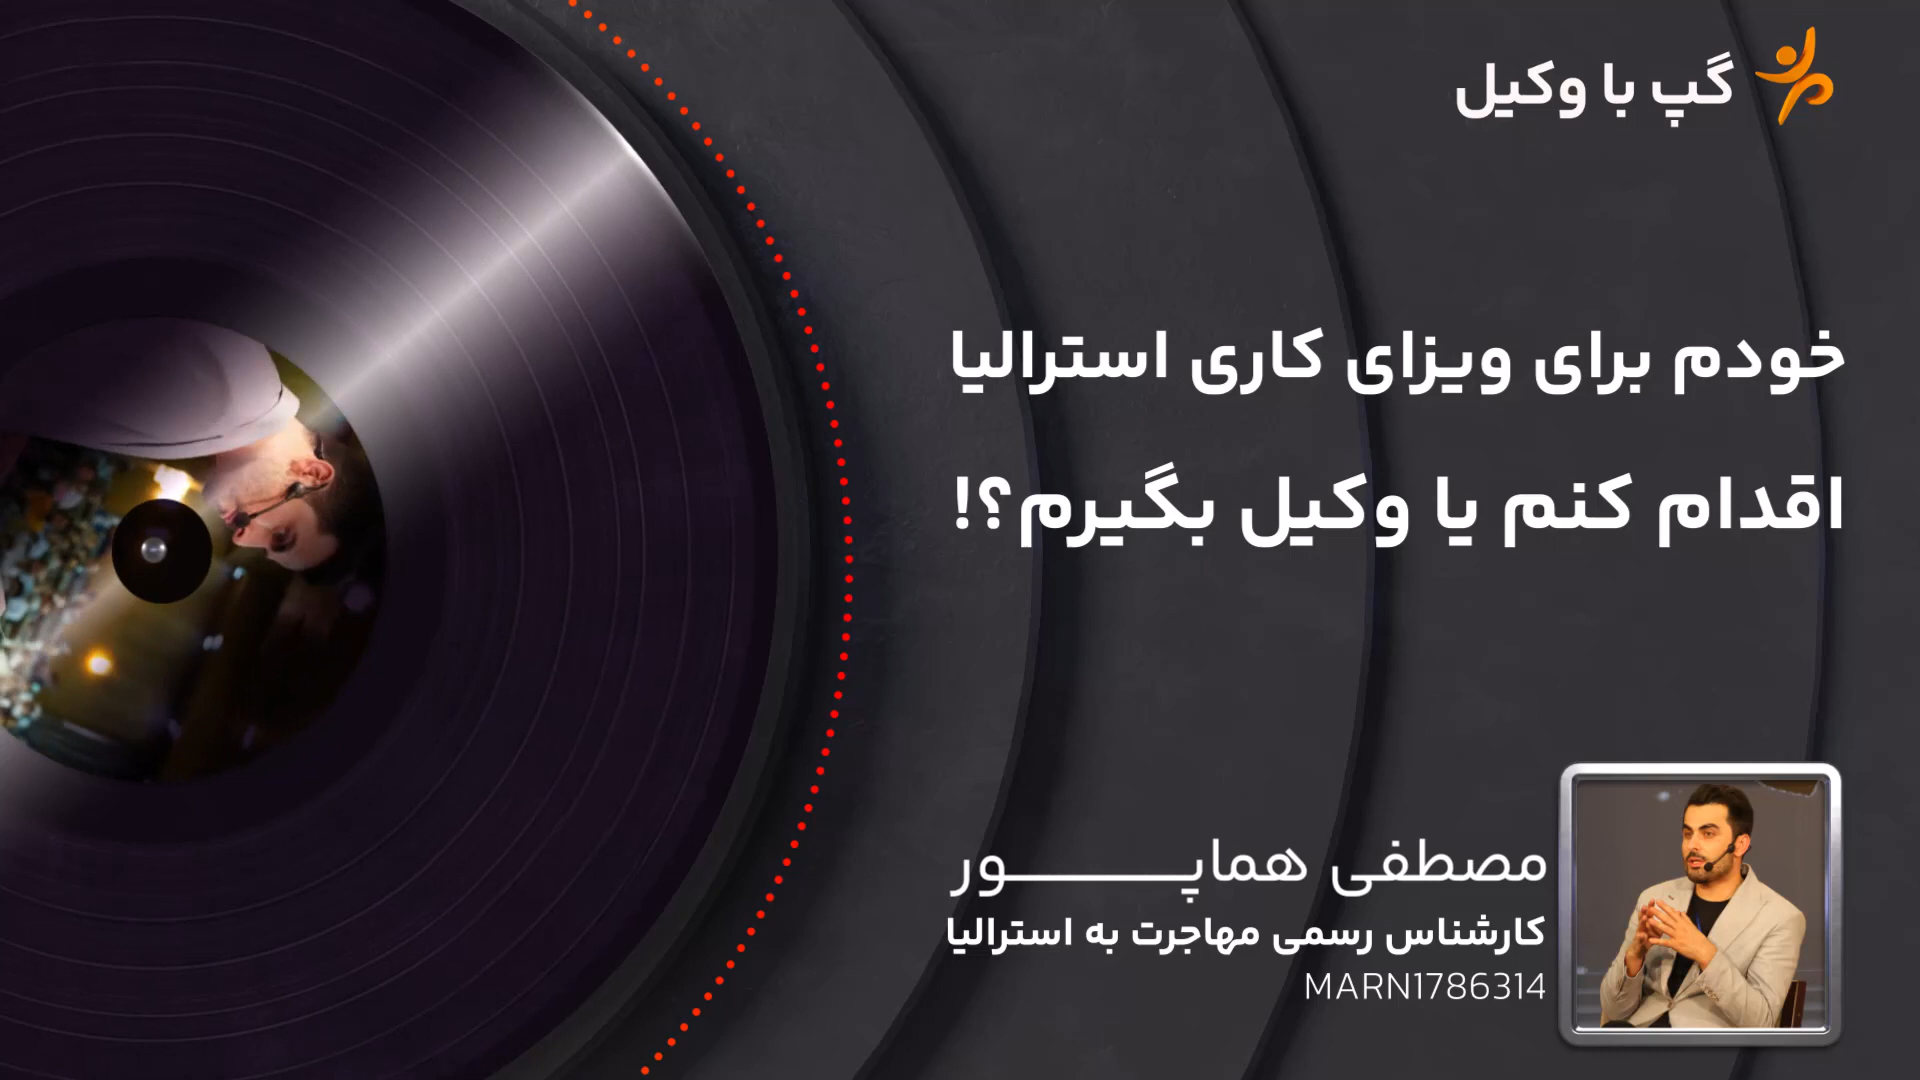 گپ با وکیل
خودم برای ویزای کاری استرالیا
اقدام کنم یا وکیل بگیرم؟!
مصطفی هماپـــــــور
کارشناس رسمی مهاجرت به استرالیا
MARN1786314